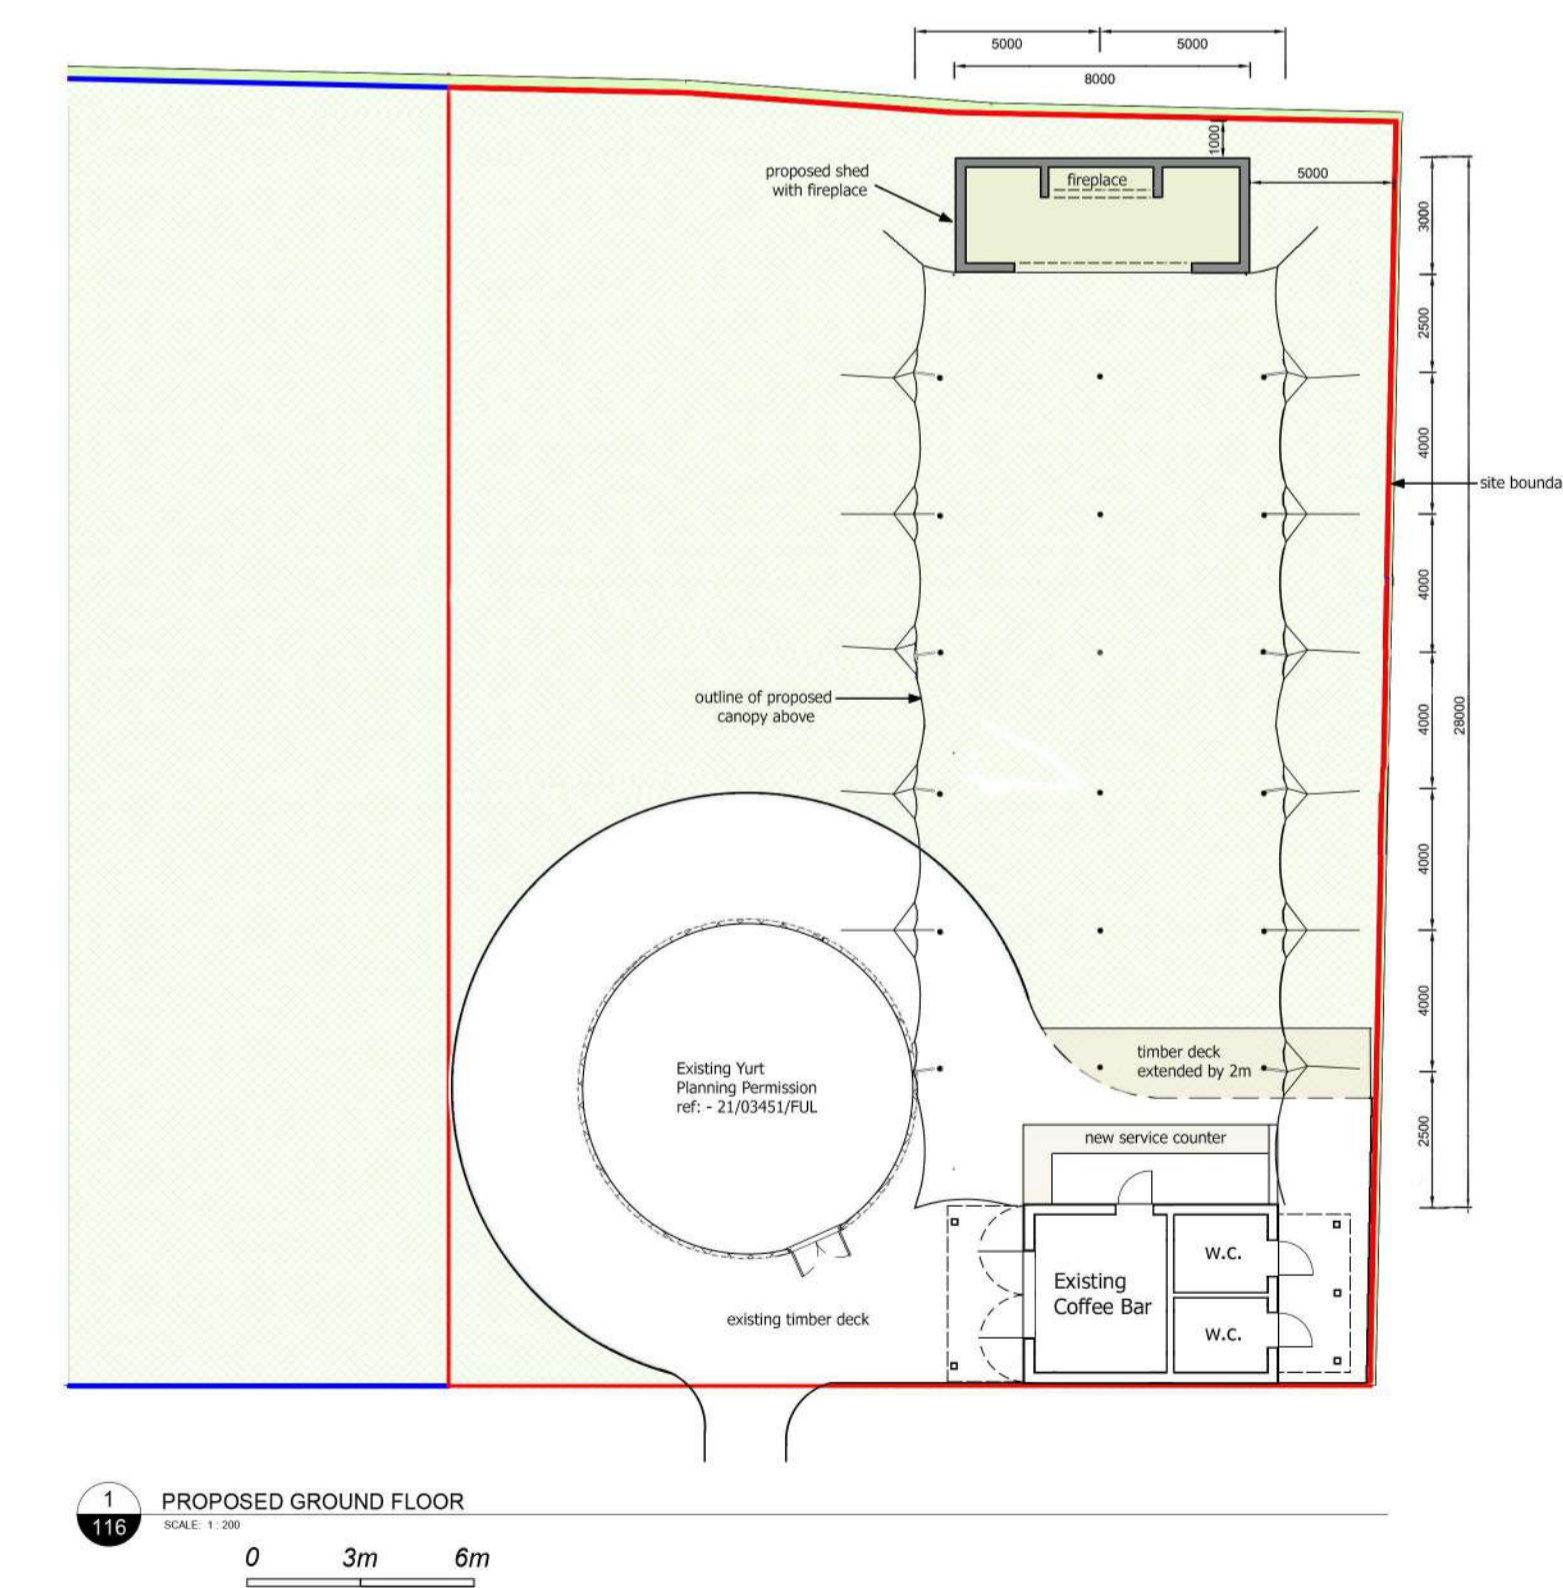 5000
5000
8000
1000
proposed shed
with fireplace
fireplace
5000
3000
2500
4000
site bounda
4000
outline of proposed
canopy above
4000
28000
4000
4000
timber deck
extended by 2m
Existing Yurt
Planning Permission
ref: - 21/03451/FUL
2500
new service counter
w.c.
Existing
Coffee Bar
w.c.
existing timber deck
1
116
PROPOSED GROUND FLOOR
SCALE: 1 : 200
0 3m 6m